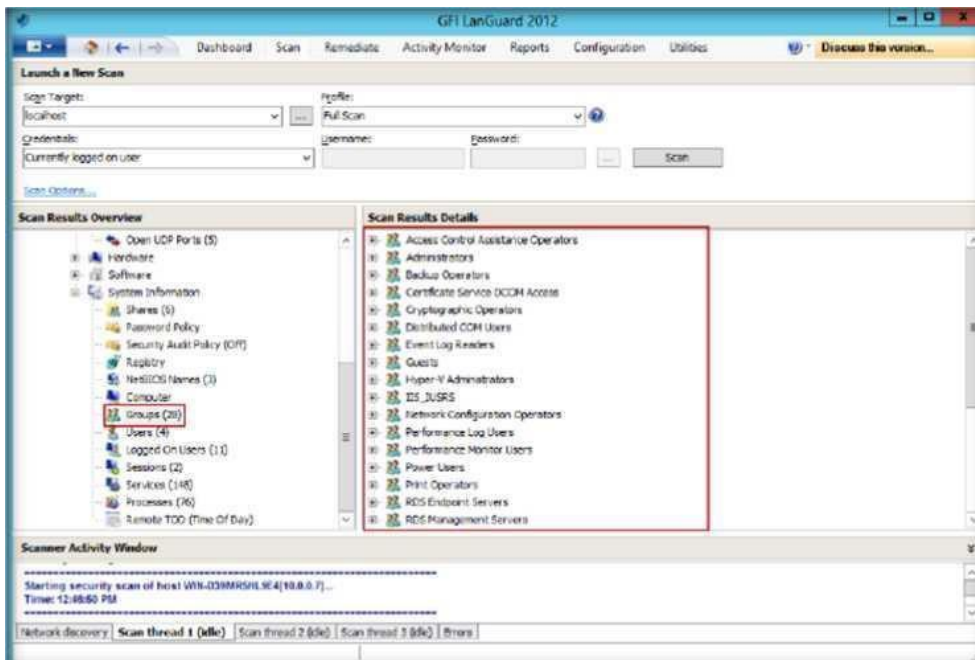 GFI LanGuard 2012
Dashboard Scan Remediate Activity Monitor Reports Configuration Utilities Discuss this version...
Launch a New Scan
Scan Target:
localhost
...
Profile:
Full Scan
Credentials:
Currently logged on user
Username:
Password:
...
Scan
Scan Options...
Scan Results Overview
Open UDP Ports (5)
Hardware
Software
System Information
Shares (6)
Password Policy
Security Audit Policy (Off)
Registry
NetBIOS Names (3)
Computer
Groups (28)
Users (4)
Logged On Users (11)
Sessions (2)
Services (148)
Processes (76)
Remote TOD (Time Of Day)
Scan Results Details
Access Control Assistance Operators
Administrators
Backup Operators
Certificate Service DCOM Access
Cryptographic Operators
Distributed COM Users
Event Log Readers
Guests
Hyper-V Administrators
IIS_IUSRS
Network Configuration Operators
Performance Log Users
Performance Monitor Users
Power Users
Print Operators
RDS Endpoint Servers
RDS Management Servers
Scanner Activity Window
Starting security scan of host
Time: 12:46:50 PM
Network discovery Scan thread 1 (idle) Scan thread 2 (idle) Scan thread 3 (idle) Errors